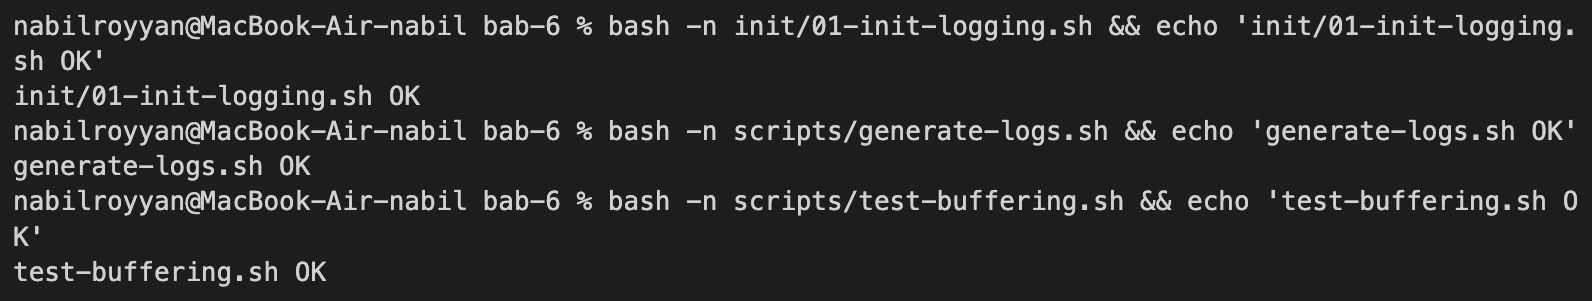 nabilroyyan@MacBook-Air-nabil bab-6 % bash -n init/01-init-logging.sh && echo 'init/01-init-logging.
sh OK'
init/01-init-logging.sh OK
nabilroyyan@MacBook-Air-nabil bab-6 % bash -n scripts/generate-logs.sh && echo 'generate-logs.sh OK'
generate-logs.sh OK
nabilroyyan@MacBook-Air-nabil bab-6 % bash -n scripts/test-buffering.sh && echo 'test-buffering.sh O
K'
test-buffering.sh OK